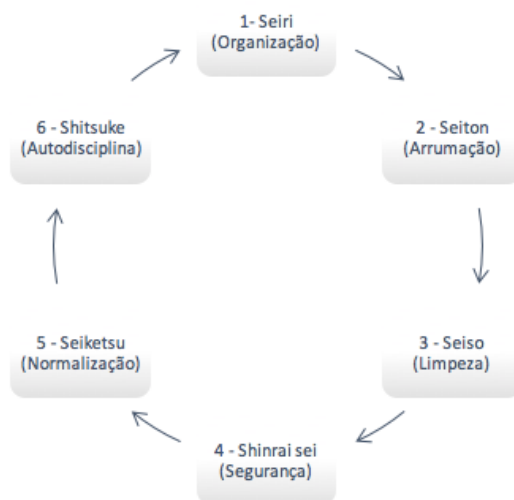 1- Seiri
(Organização)
2 - Seiton
(Arrumação)
3 - Seiso
(Limpeza)
4 - Shinrai sei
(Segurança)
5 - Seiketsu
(Normalização)
6 - Shitsuke
(Autodisciplina)